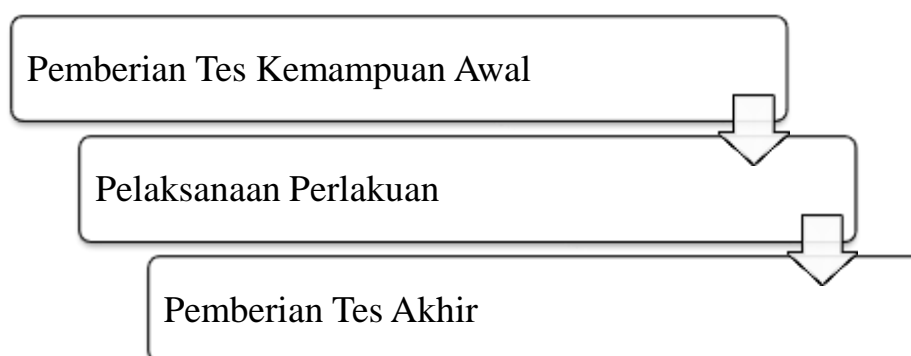 Pemberian Tes Kemampuan Awal
Pelaksanaan Perlakuan
Pemberian Tes Akhir